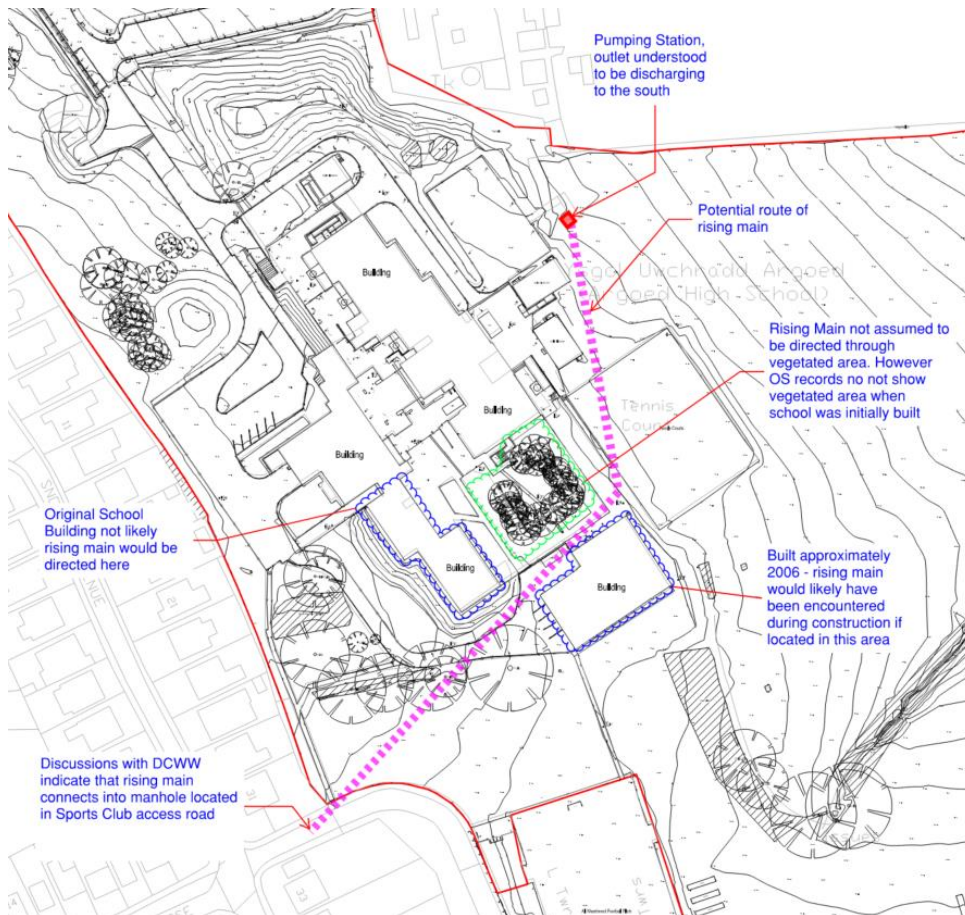 Pumping Station,
outlet understood
to be discharging
to the south
Tk
Potential route of
rising main
Building
Uwchradd Argoed
Argoed High School)
Rising Main not assumed to
be directed through
vegetated area. However
OS records no not show
vegetated area when
school was initially built
Tennis
Building
Building
Original School
Building not likely
rising main would be
directed here
Building
Building
Built approximately
2006 - rising main
would likely have
been encountered
during construction if
located in this area
Discussions with DCWW
indicate that rising main
connects into manhole located
in Sports Club access road
31
33